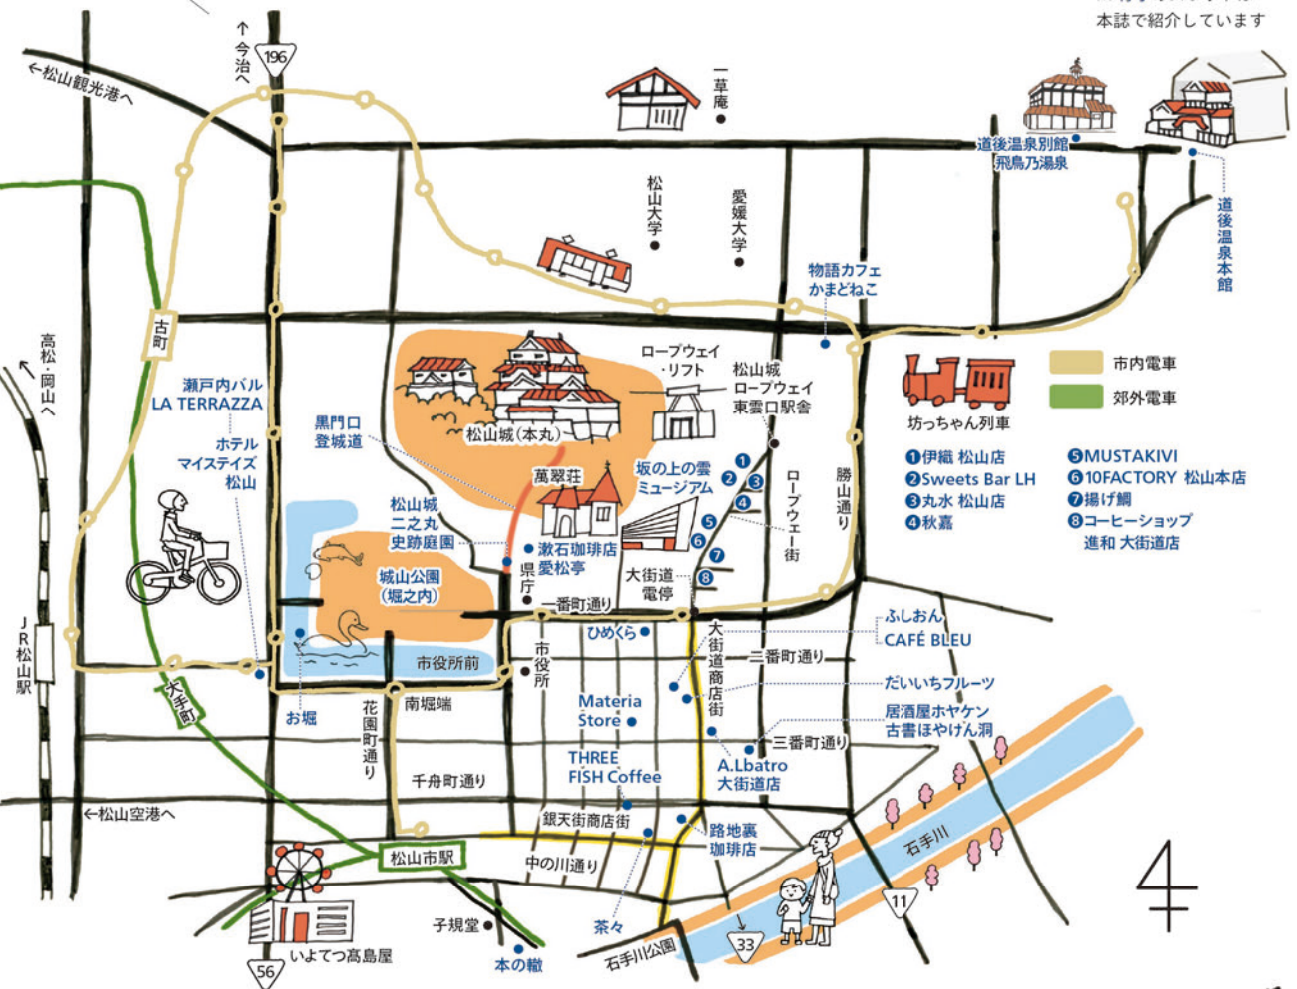 本誌で紹介しています
↑今治へ
196
←松山観光港へ
一草庵
道後温泉別館
飛鳥乃湯泉
道後温泉本館
松山大学
愛媛大学
物語カフェ
かまどねこ
古町
高松・岡山へ
瀬戸内バル
LA TERRAZZA
ホテル
マイステイズ
松山
黒門口
登城道
松山城(本丸)
ロープウェイ
・リフト
松山城
ロープウェイ
東雲口駅舎
坊っちゃん列車
市内電車
郊外電車
❶伊織 松山店
❷Sweets Bar LH
❸丸水 松山店
❹秋嘉
❺MUSTAKIVI
❻10FACTORY 松山本店
❼揚げ鯛
❽コーヒーショップ
進和 大街道店
萬翠荘
坂の上の雲
ミュージアム
❶
❷
❸
❹
❺
❻
❼
❽
ロープウェー街
勝山通り
松山城
二之丸
史跡庭園
漱石珈琲店
愛松亭
県庁
大街道
電停
一番町通り
城山公園
(堀之内)
JR松山駅
大手町
お堀
市役所前
南堀端
市役所
ひめくら
大街道商店街
二番町通り
ふしおん
CAFÉ BLEU
だいいちフルーツ
居酒屋ホヤケン
古書ほやけん洞
三番町通り
花園町通り
Materia
Store
THREE
FISH Coffee
A.Lbatro
大街道店
千舟町通り
←松山空港へ
銀天街商店街
路地裏
珈琲店
中の川通り
松山市駅
石手川
茶々
子規堂
本の轍
いよてつ髙島屋
石手川公園
56
33
11